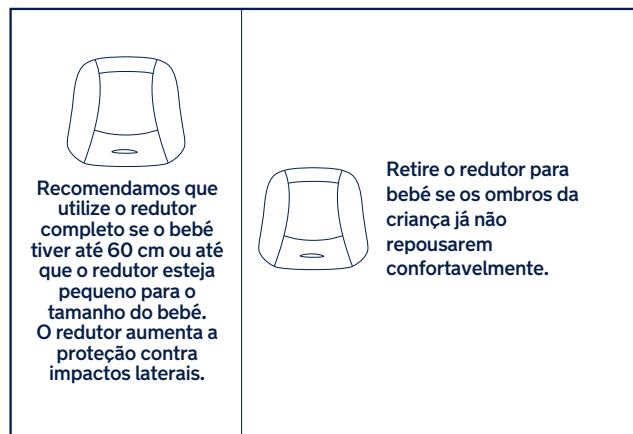 Recomendamos que
utilize o redutor
completo se o bebé
tiver até 60 cm ou até
que o redutor esteja
pequeno para o
tamanho do bebé.
O redutor aumenta a
proteção contra
impactos laterais.
Retire o redutor para
bebé se os ombros da
criança já não
repousarem
confortavelmente.